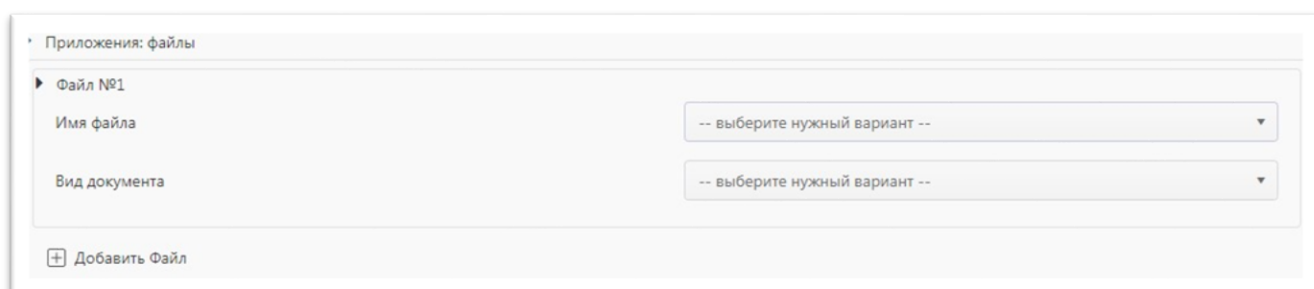 Приложения: файлы
Файл №1
Имя файла
-- выберите нужный вариант --
Вид документа
-- выберите нужный вариант --
Добавить Файл